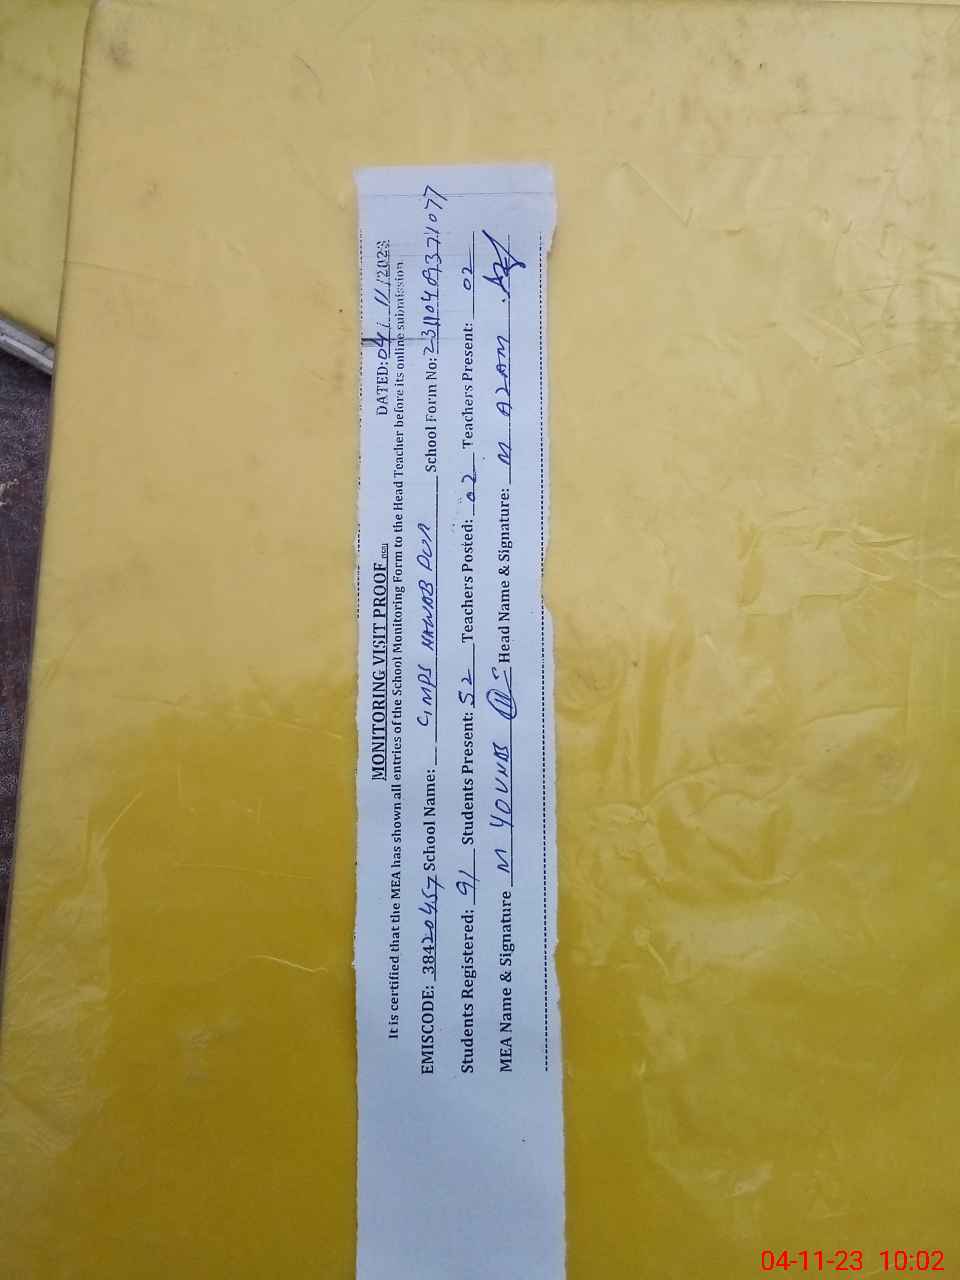 MONITORING VISIT PROOF
DATED: 04/11/2023
It is certified that the MEA has shown all entries of the School Monitoring Form to the Head Teacher before its online submission
EMISCODE: 38420457 School Name: GMPS NAWAB PUR School Form No: 231104093721077
Students Registered: 91 Students Present: 52 Teachers Posted: 02 Teachers Present: 02
MEA Name & Signature M YOUNAS Head Name & Signature: M AZAM
04-11-23 10:02